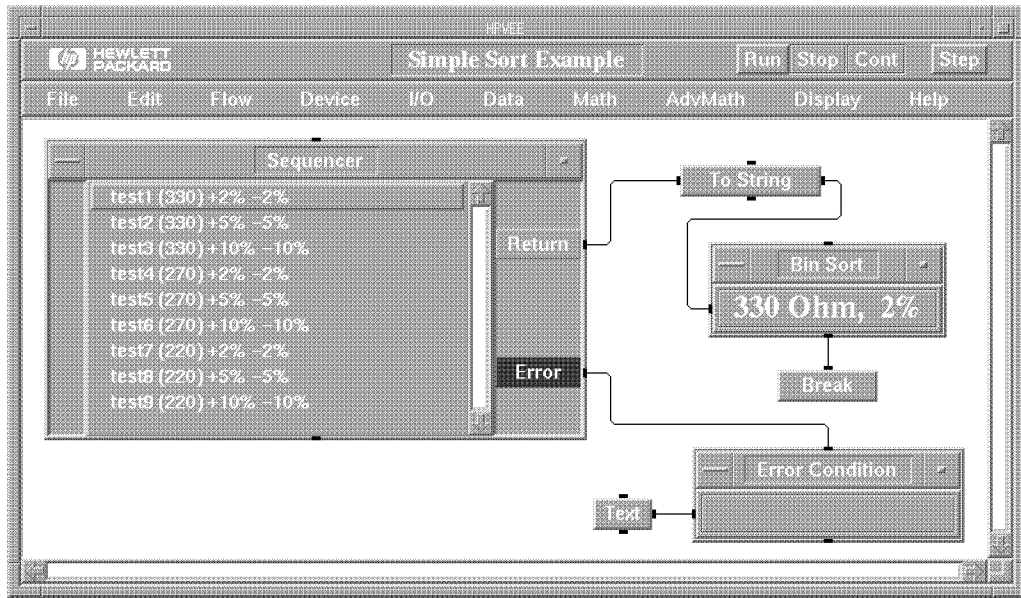 HPVEE
hp HEWLETT PACKARD
Simple Sort Example
Run Stop Cont Step
File Edit Flow Device I/O Data Math AdvMath Display Help
Sequencer
test1 (330) +2% -2%
test2 (330) +5% -5%
test3 (330) +10% -10%
test4 (270) +2% -2%
test5 (270) +5% -5%
test6 (270) +10% -10%
test7 (220) +2% -2%
test8 (220) +5% -5%
test9 (220) +10% -10%
Return
Error
To String
Bin Sort
330 Ohm, 2%
Break
Error Condition
Text